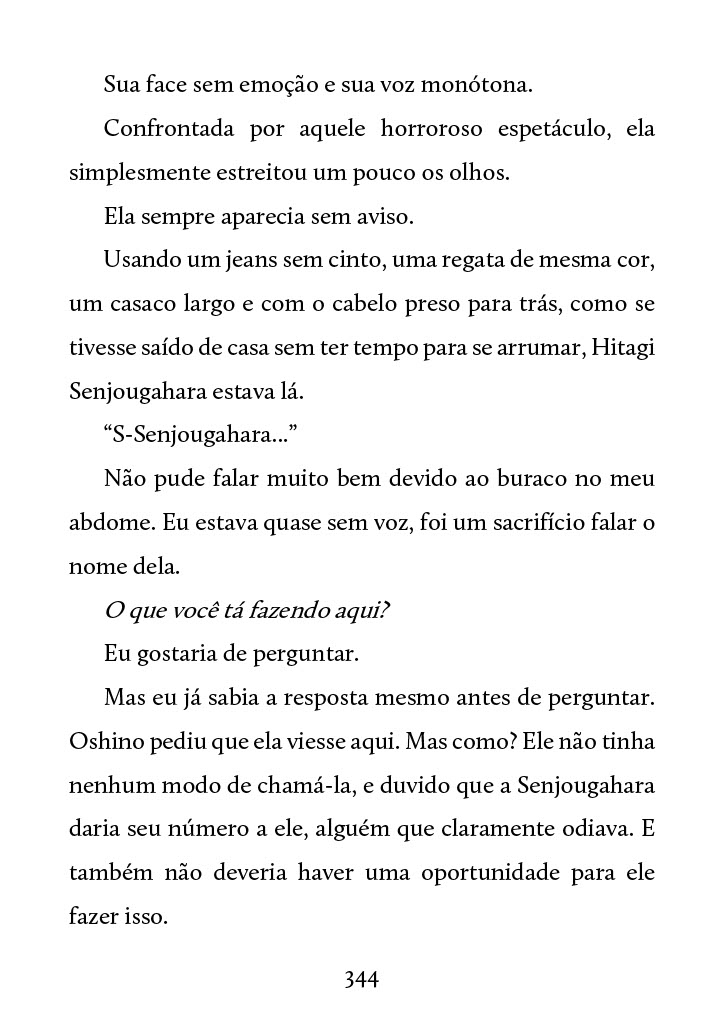 Sua face sem emoção e sua voz monótona.
Confrontada por aquele horroroso espetáculo, ela
simplesmente estreitou um pouco os olhos.
Ela sempre aparecia sem aviso.
Usando um jeans sem cinto, uma regata de mesma cor,
um casaco largo e com o cabelo preso para trás, como se
tivesse saído de casa sem ter tempo para se arrumar, Hitagi
Senjougahara estava lá.
“S-Senjougahara...”
Não pude falar muito bem devido ao buraco no meu
abdome. Eu estava quase sem voz, foi um sacrifício falar o
nome dela.
O que você tá fazendo aqui?
Eu gostaria de perguntar.
Mas eu já sabia a resposta mesmo antes de perguntar.
Oshino pediu que ela viesse aqui. Mas como? Ele não tinha
nenhum modo de chamá-la, e duvido que a Senjougahara
daria seu número a ele, alguém que claramente odiava. E
também não deveria haver uma oportunidade para ele
fazer isso.
344